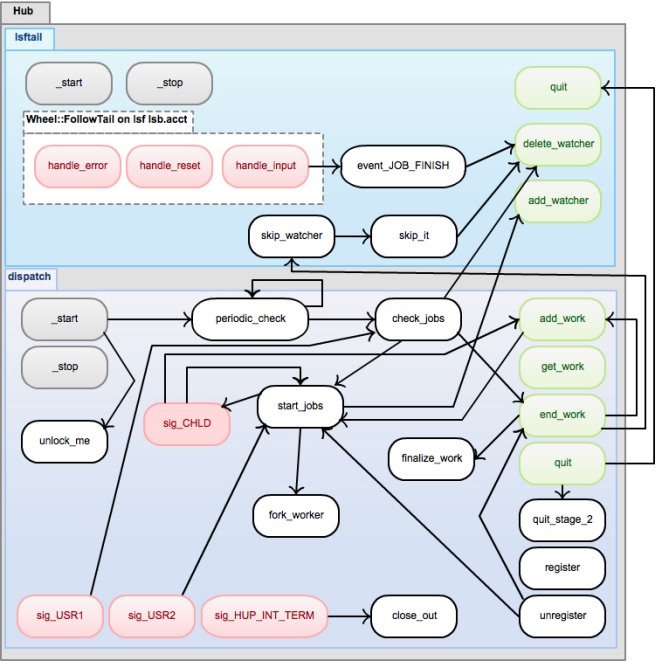 Hub
lsftail
_start
_stop
quit
Wheel::FollowTail on lsf lsb.acct
handle_error
handle_reset
handle_input
event_JOB_FINISH
delete_watcher
add_watcher
skip_watcher
skip_it
dispatch
_start
periodic_check
check_jobs
add_work
_stop
get_work
start_jobs
end_work
sig_CHLD
unlock_me
finalize_work
quit
fork_worker
quit_stage_2
register
sig_USR1
sig_USR2
sig_HUP_INT_TERM
close_out
unregister